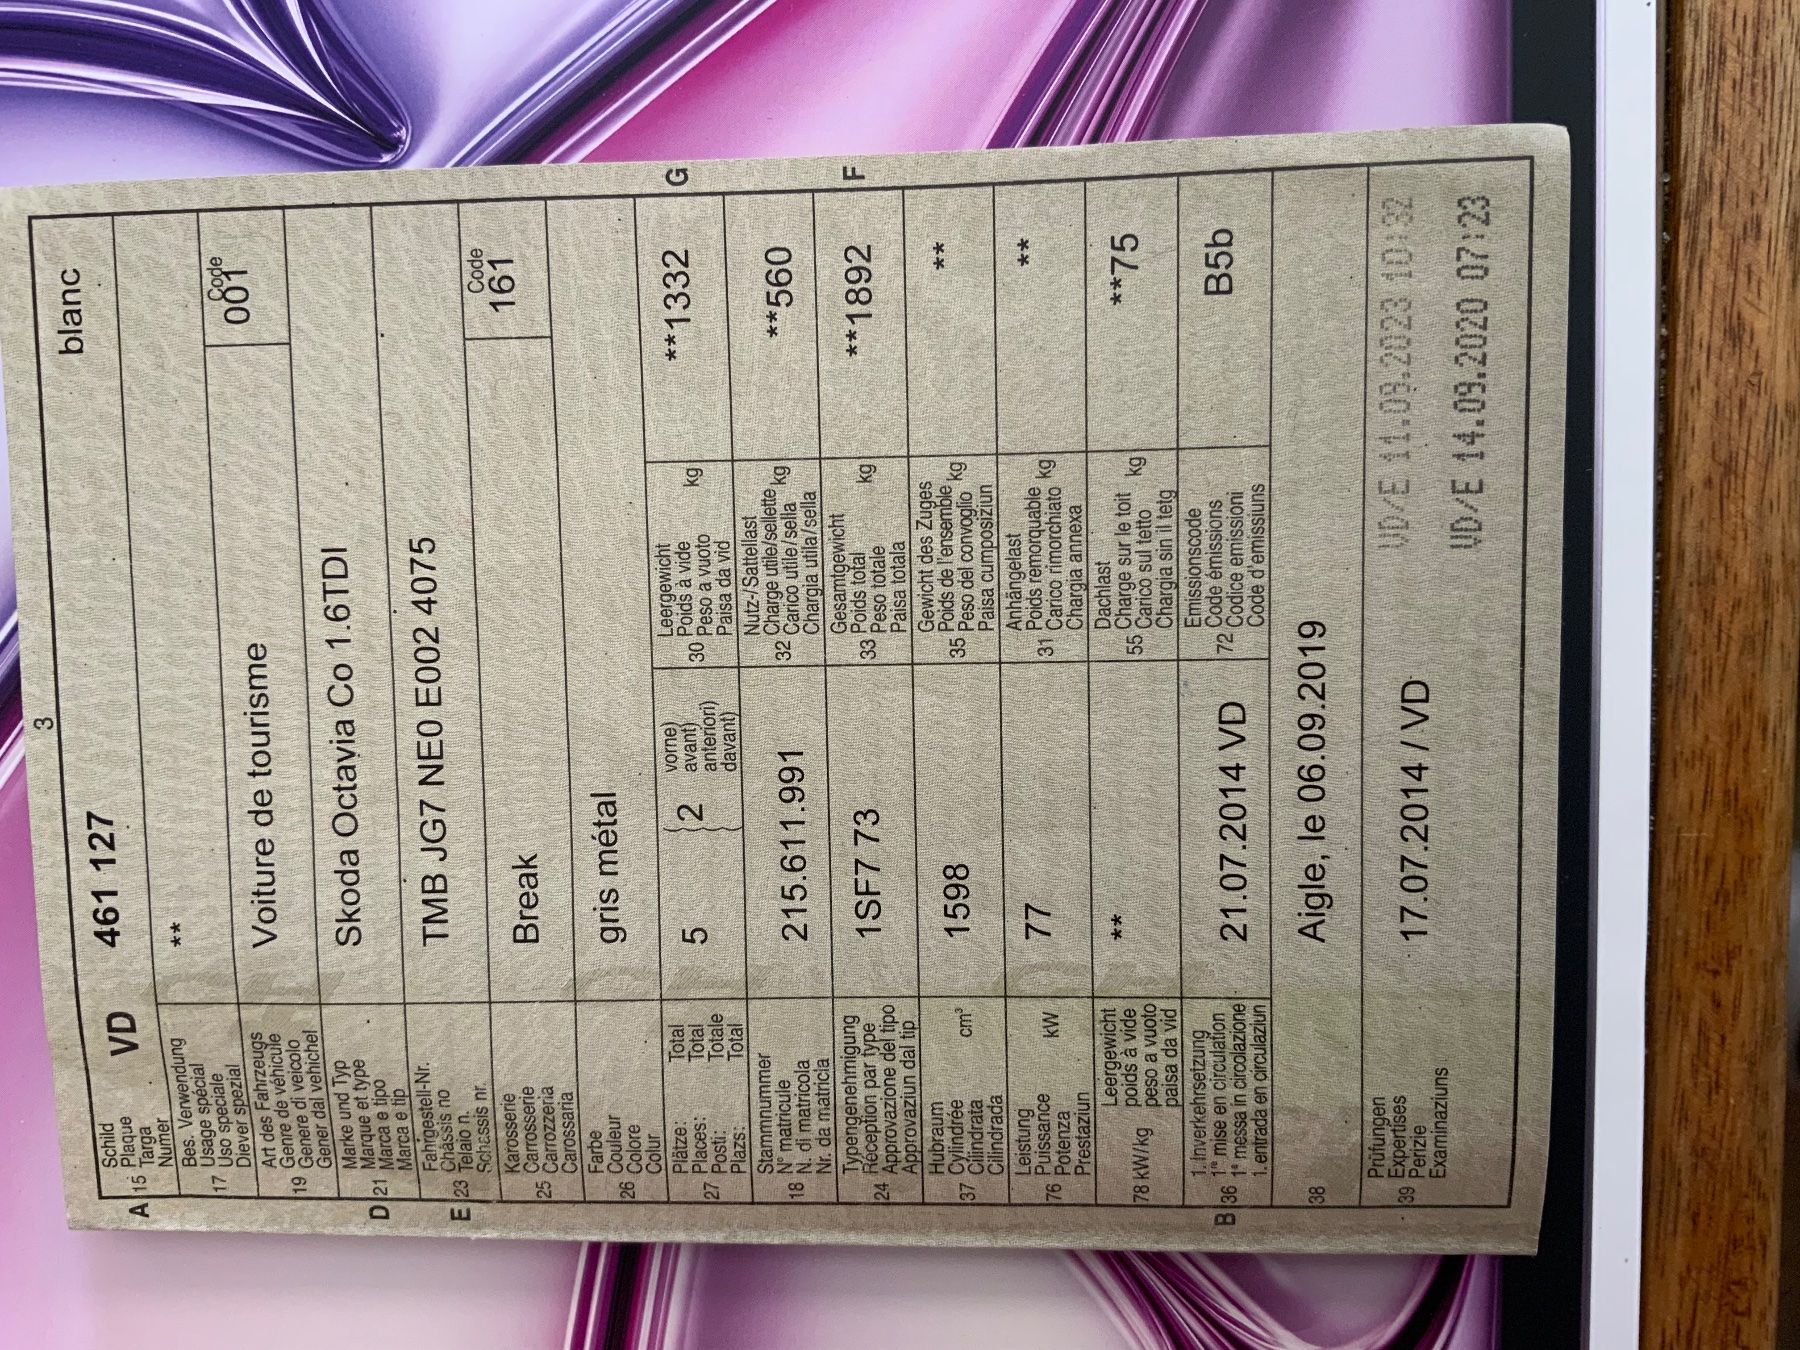 3
A 15 Schild VD 461 127 blanc
Plaque
Targa
Numer
17 Bes. Verwendung **
Usage spécial
Uso speciale
Diever spezial
19 Art des Fahrzeugs Voiture de tourisme Code 001
Genre de véhicule
Genere di veicolo
Gener dal vehichel
D 21 Marke und Typ Skoda Octavia Co 1.6TDI
Marque et type
Marca e tipo
Marca e tip
E 23 Fahrgestell-Nr. TMB JG7 NE0 E002 4075
Châssis no
Telaio n.
Schassis nr.
25 Karosserie Break Code 161
Carrosserie
Carrozzeria
Carossaria
26 Farbe gris métal
Couleur
Colore
Colur
27 Plätze: Total 5 2 vorne)
Places: Total avant)
Posti: Totale anteriori)
Plazs: Total davant)
30 Leergewicht kg **1332 G
Poids à vide
Peso a vuoto
Paisa da vid
18 Stammnummer 215.611.991
N° matricule
N. di matricola
Nr. da matricla
32 Nutz-/Sattellast kg **560
Charge utile/sellette
Carico utile/sella
Chargia utila/sella
24 Typengenehmigung 1SF7 73
Réception par type
Approvazione del tipo
Approvaziun dal tip
33 Gesamtgewicht kg **1892 F
Poids total
Peso totale
Paisa totala
37 Hubraum cm³ 1598
Cylindrée
Cilindrata
Cilindrada
35 Gewicht des Zuges kg **
Poids de l'ensemble
Peso del convoglio
Paisa cumposiziun
76 Leistung kW 77
Puissance
Potenza
Prestaziun
31 Anhängelast kg **
Poids remorquable
Carico rimorchiato
Chargia annexa
78 kW/kg Leergewicht **
poids à vide
peso a vuoto
paisa da vid
55 Dachlast kg **75
Charge sur le toit
Carico sul tetto
Chargia sin il tetg
B 36 1. Inverkehrsetzung 21.07.2014 VD
1re mise en circulation
1a messa in circolazione
1. entrada en circulaziun
72 Emissionscode B5b
Code émissions
Codice emissioni
Code d'emissiuns
38 Aigle, le 06.09.2019
39 Prüfungen 17.07.2014 / VD
Expertises
Perizie
Examinaziuns
VD/E 11.09.2023 10:32
VD/E 14.09.2020 07:23